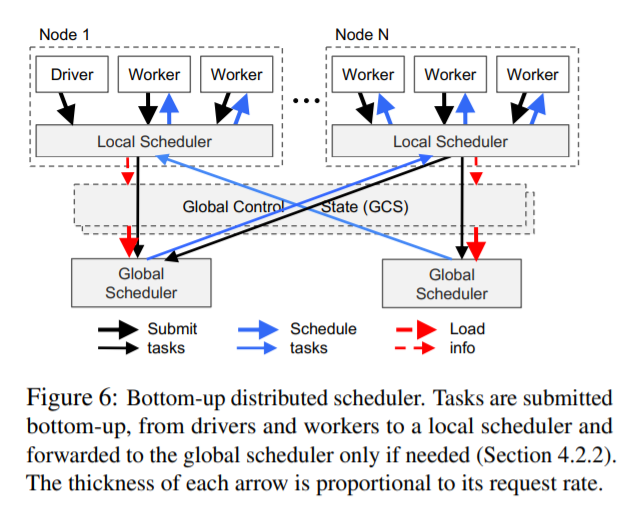 Node 1
Node N
Driver Worker Worker
Worker Worker Worker
Local Scheduler
Local Scheduler
Global Control State (GCS)
Global
Scheduler
Global
Scheduler
Submit
tasks
Schedule
tasks
Load
info
Figure 6: Bottom-up distributed scheduler. Tasks are submitted
bottom-up, from drivers and workers to a local scheduler and
forwarded to the global scheduler only if needed (Section 4.2.2).
The thickness of each arrow is proportional to its request rate.